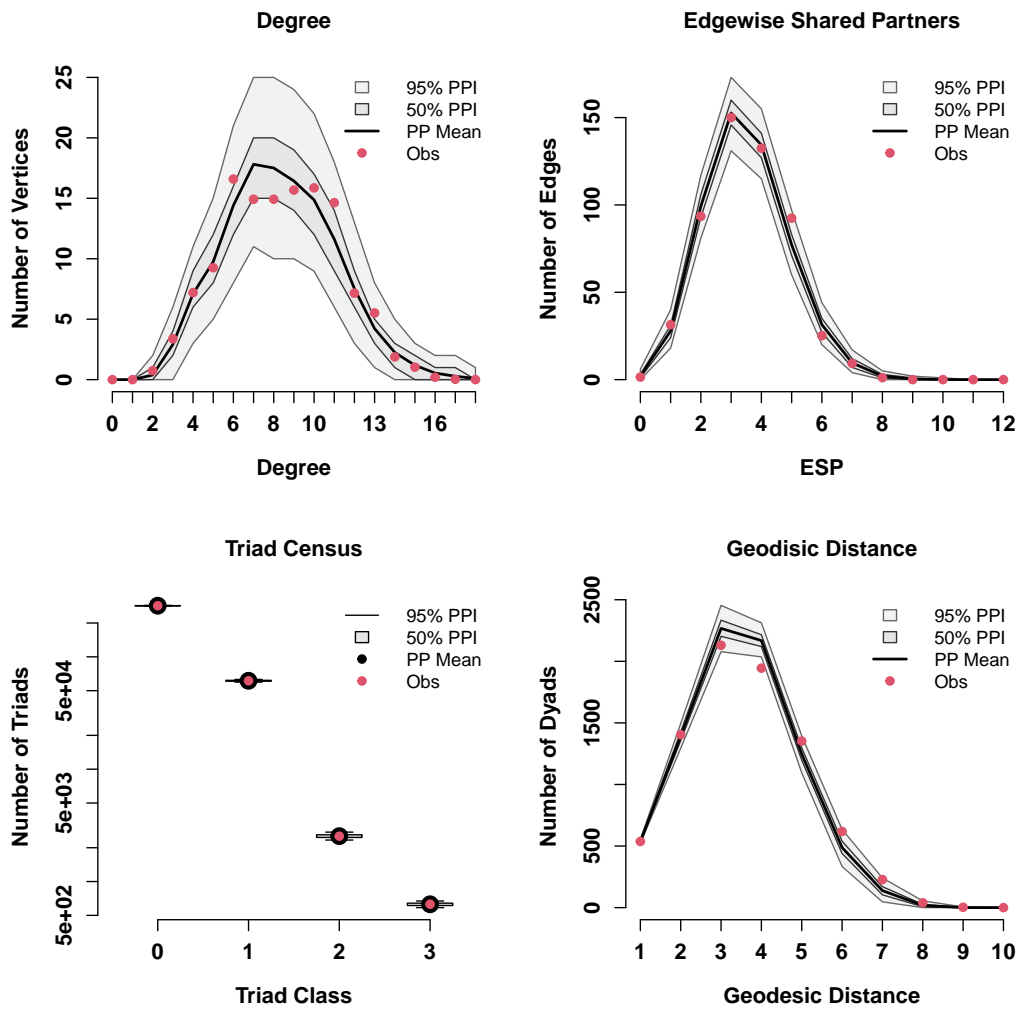 Degree
95% PPI
50% PPI
PP Mean
Obs
Number of Vertices
0 5 10 15 20 25
0 2 4 6 8 10 13 16
Degree
Edgewise Shared Partners
95% PPI
50% PPI
PP Mean
Obs
Number of Edges
0 50 100 150
0 2 4 6 8 10 12
ESP
Triad Census
95% PPI
50% PPI
PP Mean
Obs
Number of Triads
5e+02 5e+03 5e+04
0 1 2 3
Triad Class
Geodisic Distance
95% PPI
50% PPI
PP Mean
Obs
Number of Dyads
0 500 1500 2500
1 2 3 4 5 6 7 8 9 10
Geodesic Distance